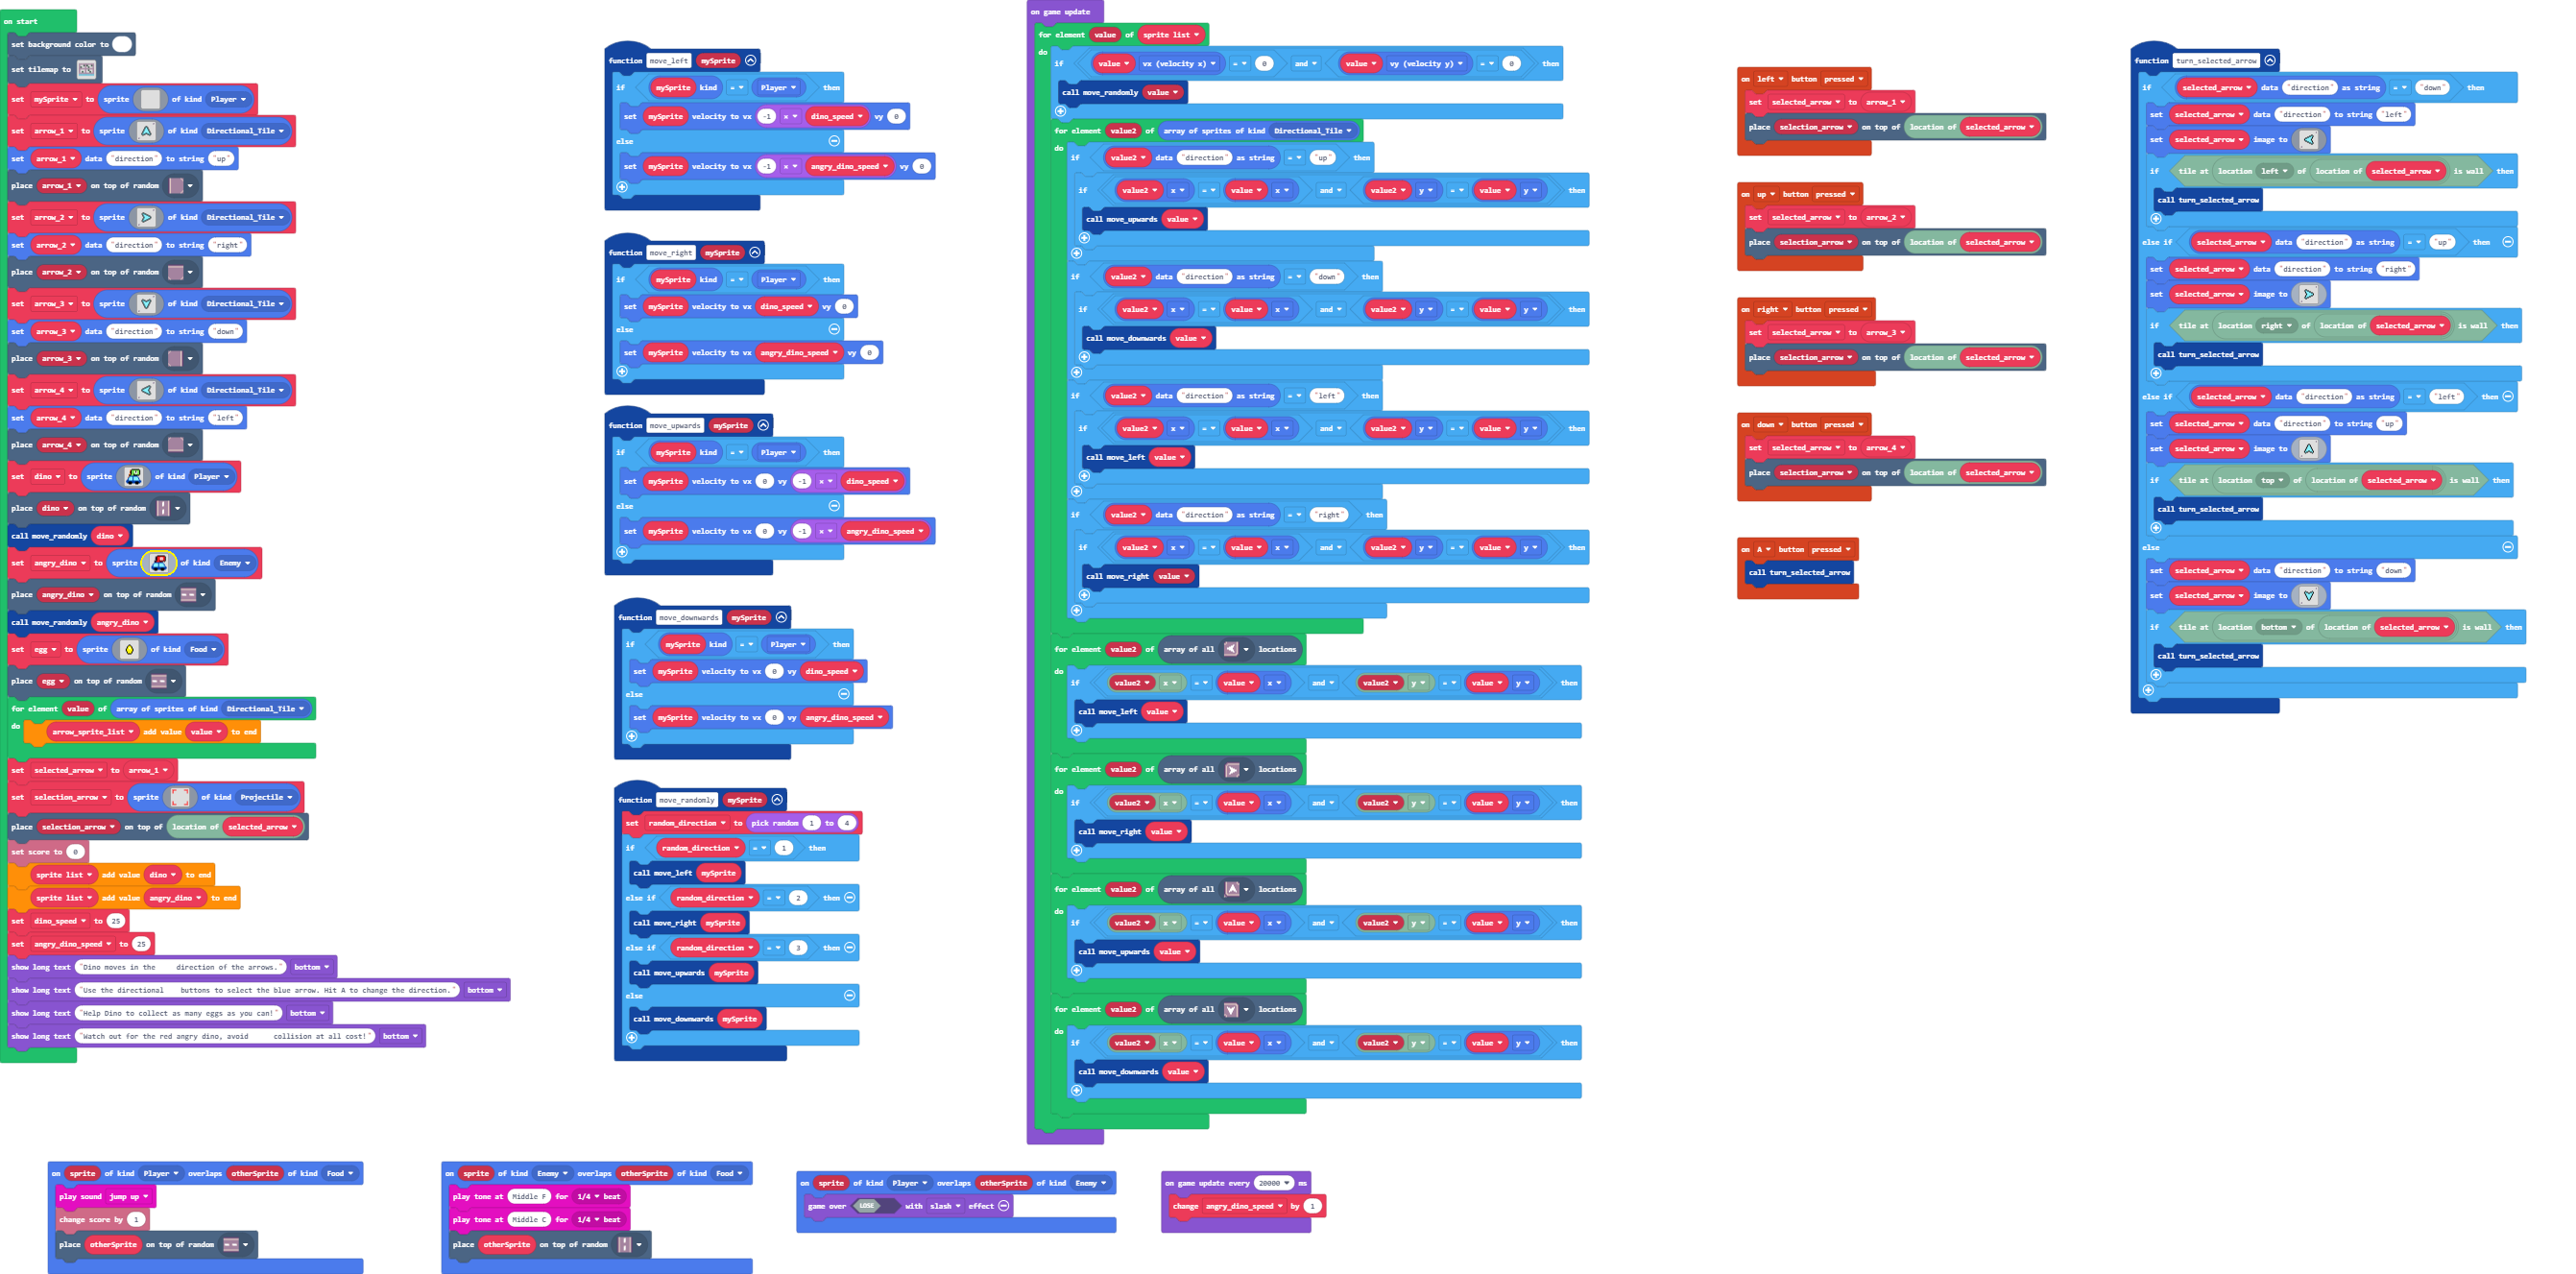 on start
set background color to
set tilemap to
set mySprite to sprite of kind Player
set arrow_1 to sprite of kind Directional_Tile
set arrow_1 data "direction" to string "up"
place arrow_1 on top of random
set arrow_2 to sprite of kind Directional_Tile
set arrow_2 data "direction" to string "right"
place arrow_2 on top of random
set arrow_3 to sprite of kind Directional_Tile
set arrow_3 data "direction" to string "down"
place arrow_3 on top of random
set arrow_4 to sprite of kind Directional_Tile
set arrow_4 data "direction" to string "left"
place arrow_4 on top of random
set dino to sprite of kind Player
place dino on top of random
call move_randomly dino
set angry_dino to sprite of kind Enemy
place angry_dino on top of random
call move_randomly angry_dino
set egg to sprite of kind Food
place egg on top of random
for element value of array of sprites of kind Directional_Tile
do arrow_sprite_list add value value to end
set selected_arrow to arrow_1
set selection_arrow to sprite of kind Projectile
place selection_arrow on top of location of selected_arrow
set score to 0
sprite list add value dino to end
sprite list add value angry_dino to end
set dino_speed to 25
set angry_dino_speed to 25
show long text "Dino moves in the direction of the arrows." bottom
show long text "Use the directional buttons to select the blue arrow. Hit A to change the direction." bottom
show long text "Help Dino to collect as many eggs as you can!" bottom
show long text "Watch out for the red angry dino, avoid collision at all cost!" bottom
function move_left mySprite
if mySprite kind = Player then
set mySprite velocity to vx -1 × dino_speed vy 0
else
set mySprite velocity to vx -1 × angry_dino_speed vy 0
function move_right mySprite
if mySprite kind = Player then
set mySprite velocity to vx dino_speed vy 0
else
set mySprite velocity to vx angry_dino_speed vy 0
function move_upwards mySprite
if mySprite kind = Player then
set mySprite velocity to vx 0 vy -1 × dino_speed
else
set mySprite velocity to vx 0 vy -1 × angry_dino_speed
function move_downwards mySprite
if mySprite kind = Player then
set mySprite velocity to vx 0 vy dino_speed
else
set mySprite velocity to vx 0 vy angry_dino_speed
function move_randomly mySprite
set random_direction to pick random 1 to 4
if random_direction = 1 then
call move_left mySprite
else if random_direction = 2 then
call move_right mySprite
else if random_direction = 3 then
call move_upwards mySprite
else
call move_downwards mySprite
on game update
for element value of sprite list
do
if value vx (velocity x) = 0 and value vy (velocity y) = 0 then
call move_randomly value
for element value2 of array of sprites of kind Directional_Tile
do
if value2 data "direction" as string = "up" then
if value2 x = value x and value2 y = value y then
call move_upwards value
if value2 data "direction" as string = "down" then
if value2 x = value x and value2 y = value y then
call move_downwards value
if value2 data "direction" as string = "left" then
if value2 x = value x and value2 y = value y then
call move_left value
if value2 data "direction" as string = "right" then
if value2 x = value x and value2 y = value y then
call move_right value
for element value2 of array of all locations
do
if value2 x = value x and value2 y = value y then
call move_left value
for element value2 of array of all locations
do
if value2 x = value x and value2 y = value y then
call move_right value
for element value2 of array of all locations
do
if value2 x = value x and value2 y = value y then
call move_upwards value
for element value2 of array of all locations
do
if value2 x = value x and value2 y = value y then
call move_downwards value
on left button pressed
set selected_arrow to arrow_1
place selection_arrow on top of location of selected_arrow
on up button pressed
set selected_arrow to arrow_2
place selection_arrow on top of location of selected_arrow
on right button pressed
set selected_arrow to arrow_3
place selection_arrow on top of location of selected_arrow
on down button pressed
set selected_arrow to arrow_4
place selection_arrow on top of location of selected_arrow
on A button pressed
call turn_selected_arrow
function turn_selected_arrow
if selected_arrow data "direction" as string = "down" then
set selected_arrow data "direction" to string "left"
set selected_arrow image to
if tile at location left of location of selected_arrow is wall then
call turn_selected_arrow
else if selected_arrow data "direction" as string = "up" then
set selected_arrow data "direction" to string "right"
set selected_arrow image to
if tile at location right of location of selected_arrow is wall then
call turn_selected_arrow
else if selected_arrow data "direction" as string = "left" then
set selected_arrow data "direction" to string "up"
set selected_arrow image to
if tile at location top of location of selected_arrow is wall then
call turn_selected_arrow
else
set selected_arrow data "direction" to string "down"
set selected_arrow image to
if tile at location bottom of location of selected_arrow is wall then
call turn_selected_arrow
on sprite of kind Player overlaps otherSprite of kind Food
play sound jump up
change score by 1
place otherSprite on top of random
on sprite of kind Enemy overlaps otherSprite of kind Food
play tone at Middle F for 1/4 beat
play tone at Middle C for 1/4 beat
place otherSprite on top of random
on sprite of kind Player overlaps otherSprite of kind Enemy
game over LOSE with slash effect
on game update every 20000 ms
change angry_dino_speed by 1